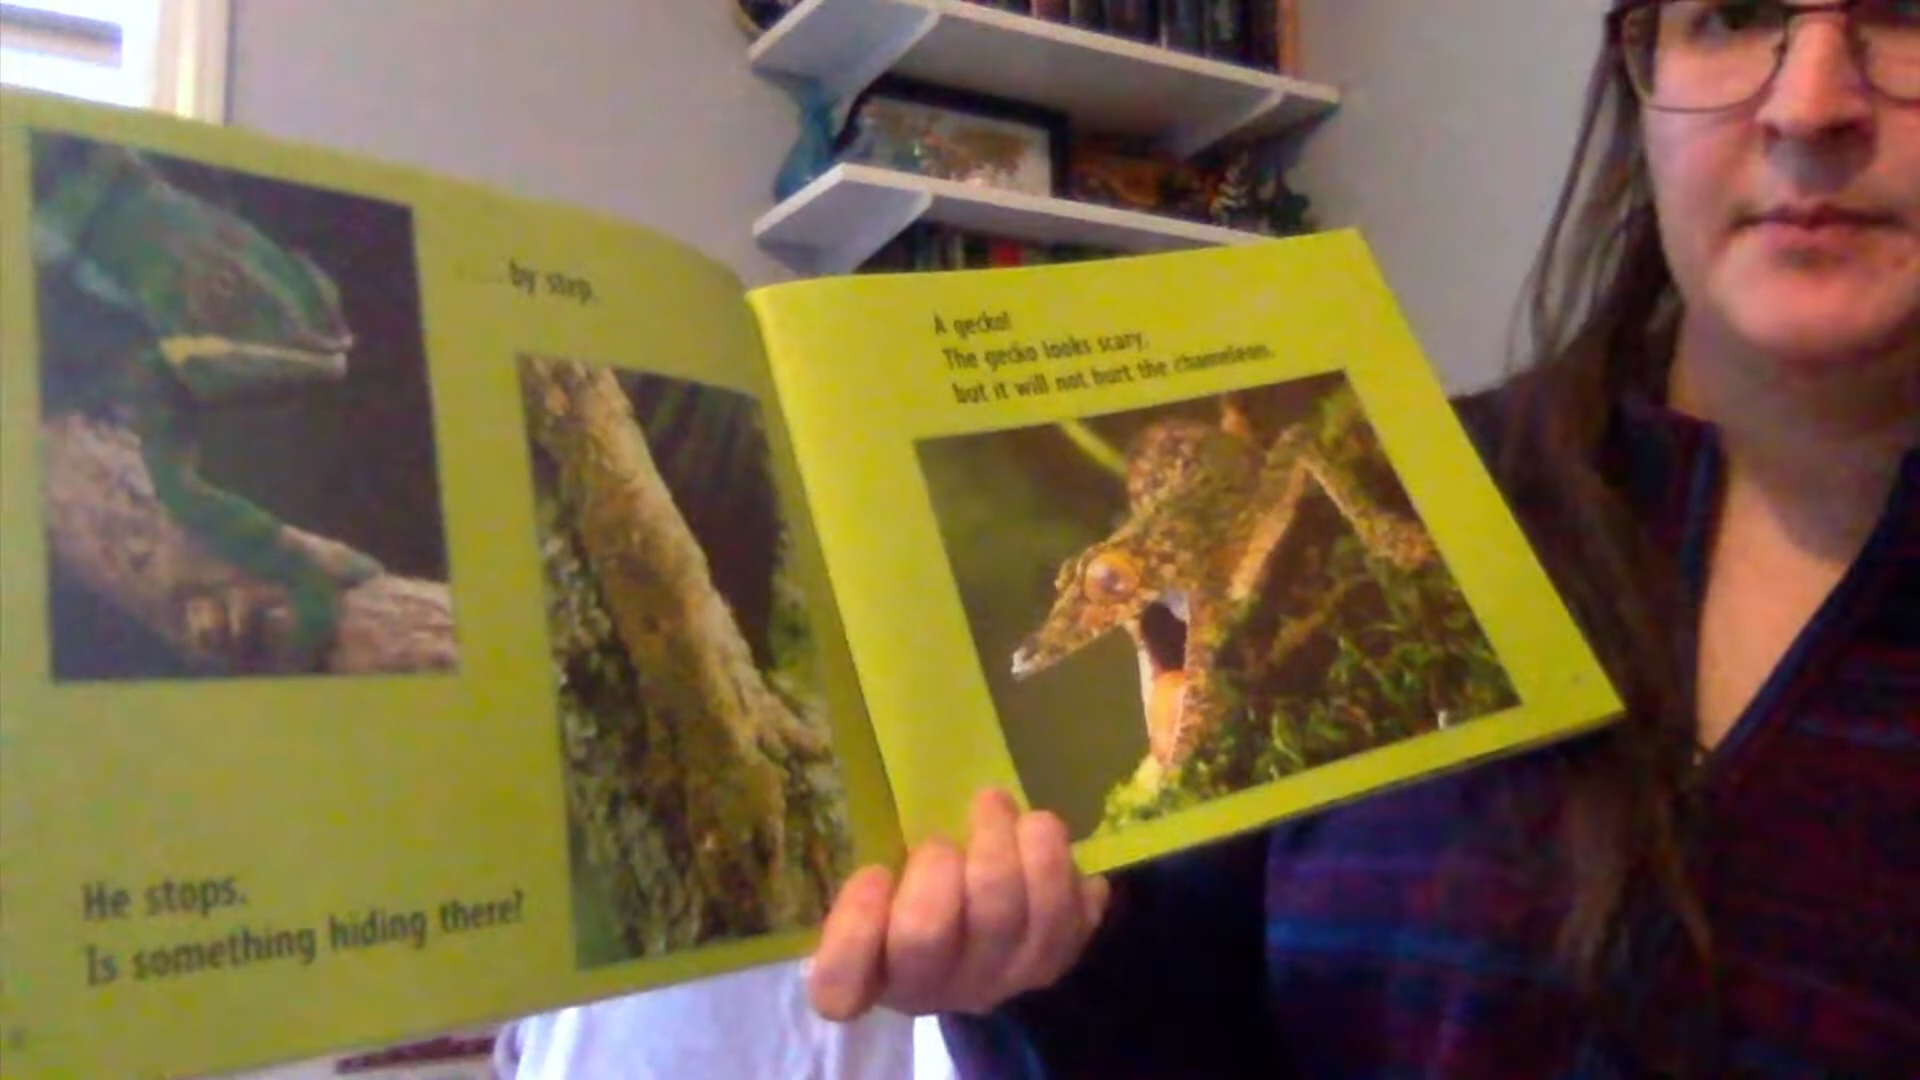 . . . by step.
He stops.
Is something hiding there?
A gecko!
The gecko looks scary,
but it will not hurt the chameleon.